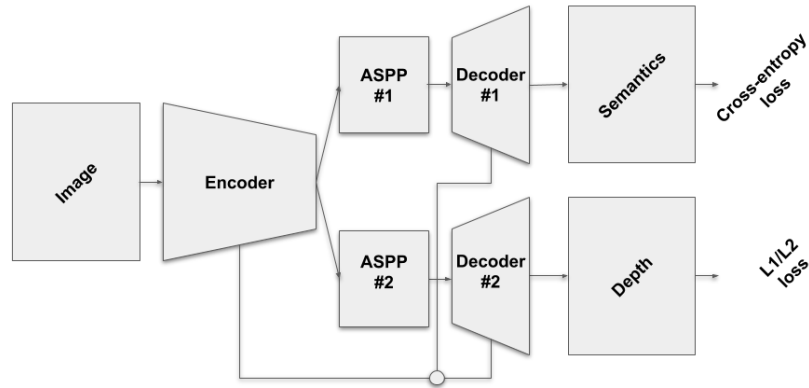 Image
Encoder
ASPP
#1
Decoder
#1
Semantics
Cross-entropy
loss
ASPP
#2
Decoder
#2
Depth
L1/L2
loss